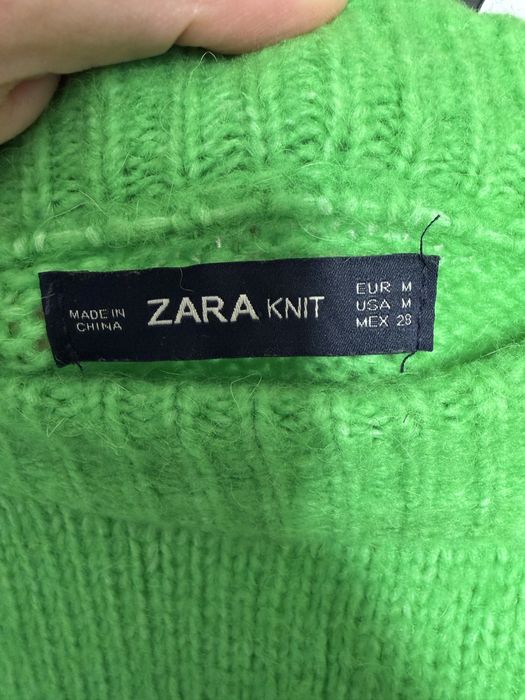 MADE IN
CHINA
ZARA KNIT
EUR M
USA M
MEX 28